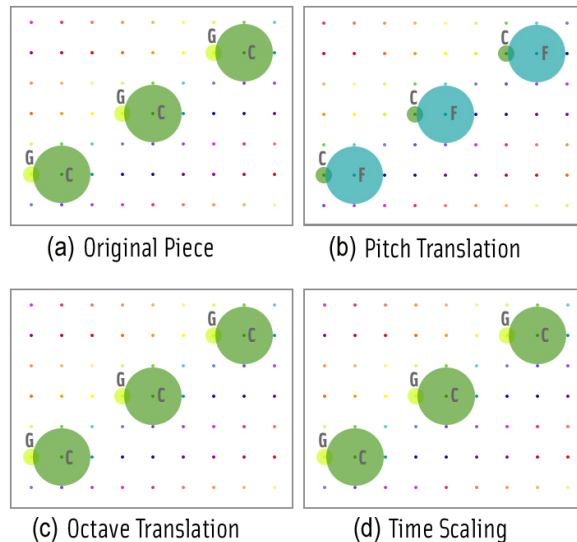 G
C
G
C
G
C
(a) Original Piece
C
F
C
F
C
F
(b) Pitch Translation
G
C
G
C
G
C
(c) Octave Translation
G
C
G
C
G
C
(d) Time Scaling